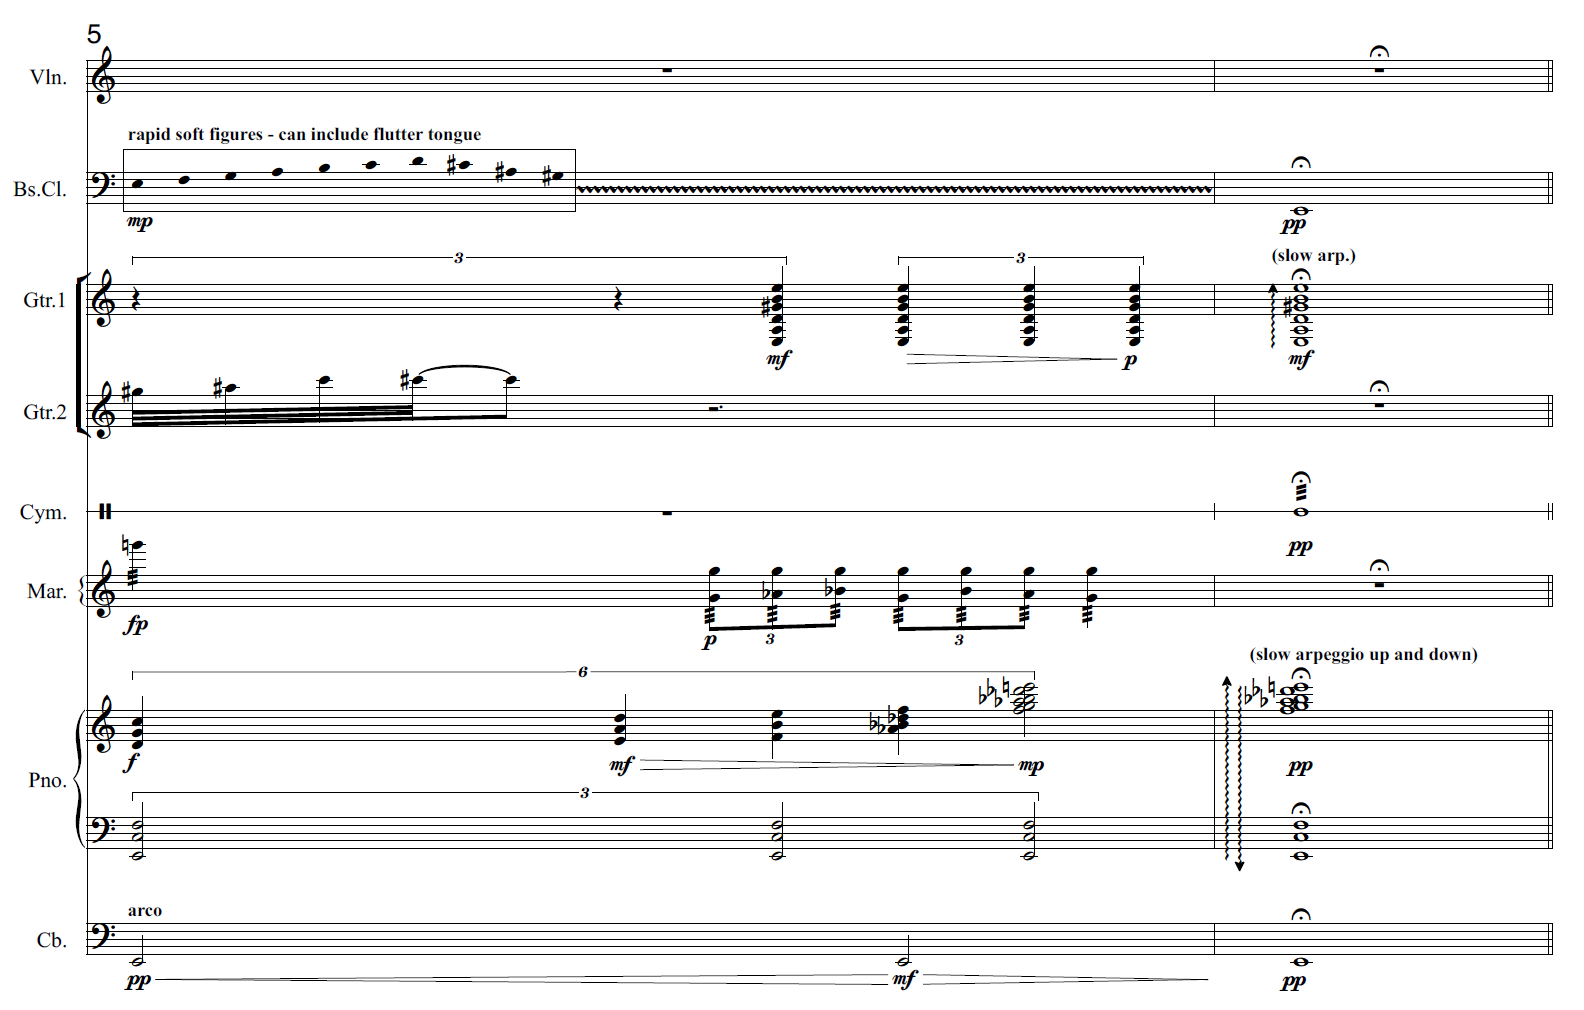 5
Vln.
rapid soft figures - can include flutter tongue
Bs.Cl.
mp
pp
3
3
(slow arp.)
Gtr.1
mf
p
mf
Gtr.2
Cym.
pp
Mar.
fp
p
3
3
(slow arpeggio up and down)
6
f
mf
mp
pp
Pno.
3
arco
Cb.
pp
mf
pp